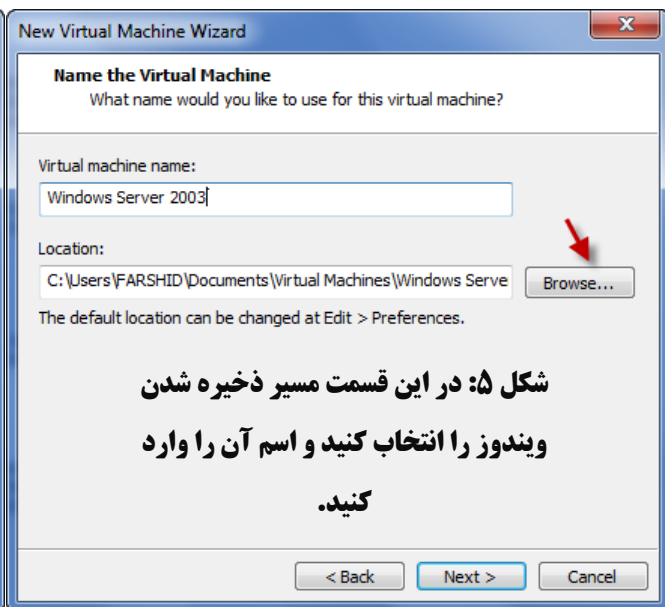 New Virtual Machine Wizard
Name the Virtual Machine
What name would you like to use for this virtual machine?
Virtual machine name:
Windows Server 2003
Location:
C:\Users\FARSHID\Documents\Virtual Machines\Windows Serve
Browse...
The default location can be changed at Edit > Preferences.
شکل ۵: در این قسمت مسیر ذخیره شدن
ویندوز را انتخاب کنید و اسم آن را وارد
کنید.
< Back
Next >
Cancel